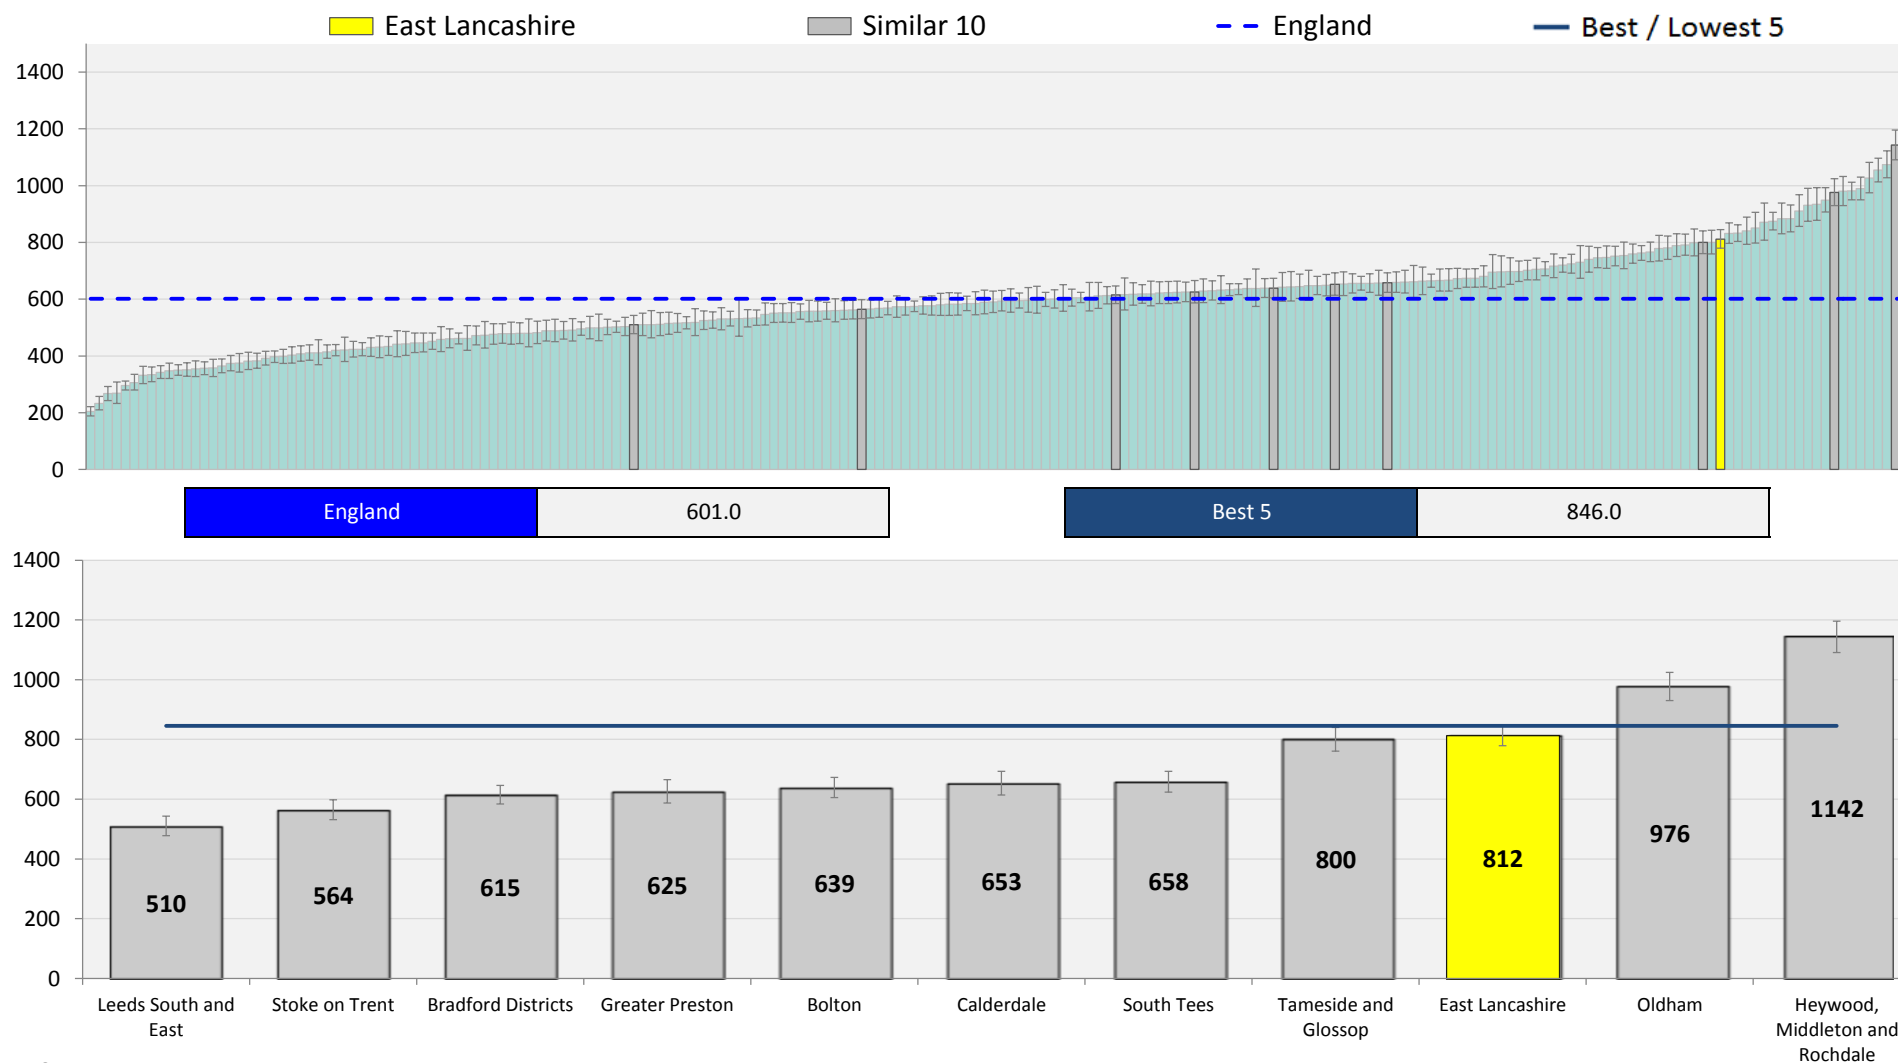 East Lancashire
Similar 10
England
Best / Lowest 5
1400
1200
1000
800
600
400
200
0
England 601.0 Best 5 846.0
1400
1200
1000
800
600
400
200
0
510 564 615 625 639 653 658 800 812 976 1142
Leeds South and
East
Stoke on Trent
Bradford Districts
Greater Preston
Bolton
Calderdale
South Tees
Tameside and
Glossop
East Lancashire
Oldham
Heywood,
Middleton and
Rochdale